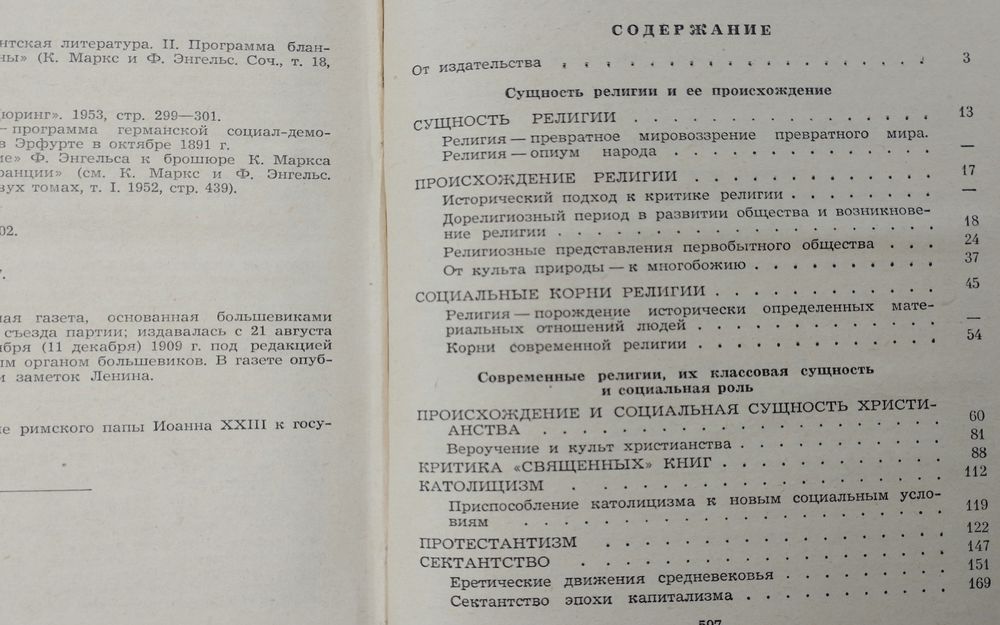 нтская литература. II. Программа блан-
ны» (К. Маркс и Ф. Энгельс. Соч., т. 18,
юринг». 1953, стр. 299—301.
— программа германской социал-демо-
в Эрфурте в октябре 1891 г.
ие» Ф. Энгельса к брошюре К. Маркса
ранции» (см. К. Маркс и Ф. Энгельс.
вух томах, т. I. 1952, стр. 439).
02.
ая газета, основанная большевиками
съезда партии; издавалась с 21 августа
бря (11 декабря) 1909 г. под редакцией
ым органом большевиков. В газете опуб-
и заметок Ленина.
ие римского папы Иоанна XXIII к госу-
СОДЕРЖАНИЕ
От издательства . . . . . . . . . . . . . . 3
Сущность религии и ее происхождение
СУЩНОСТЬ РЕЛИГИИ . . . . . . . . . . . . 13
Религия — превратное мировоззрение превратного мира.
Религия — опиум народа . . . . . . . . . . . —
ПРОИСХОЖДЕНИЕ РЕЛИГИИ . . . . . . . . . 17
Исторический подход к критике религии . . . . . . . —
Дорелигиозный период в развитии общества и возникнове-
ние религии . . . . . . . . . . . . . . . 18
Религиозные представления первобытного общества . . . 24
От культа природы — к многобожию . . . . . . . . . 37
СОЦИАЛЬНЫЕ КОРНИ РЕЛИГИИ . . . . . . . . 45
Религия — порождение исторически определенных мате-
риальных отношений людей . . . . . . . . . . —
Корни современной религии . . . . . . . . . . . 54
Современные религии, их классовая сущность
и социальная роль
ПРОИСХОЖДЕНИЕ И СОЦИАЛЬНАЯ СУЩНОСТЬ ХРИСТИ-
АНСТВА . . . . . . . . . . . . . . . . 60
Вероучение и культ христианства . . . . . . . . . 81
КРИТИКА «СВЯЩЕННЫХ» КНИГ . . . . . . . . . 88
КАТОЛИЦИЗМ . . . . . . . . . . . . . . . 112
Приспособление католицизма к новым социальным усло-
виям . . . . . . . . . . . . . . . . . 119
ПРОТЕСТАНТИЗМ . . . . . . . . . . . . . . 122
СЕКТАНТСТВО . . . . . . . . . . . . . . . 147
Еретические движения средневековья . . . . . . . . 151
Сектантство эпохи капитализма . . . . . . . . . . 169